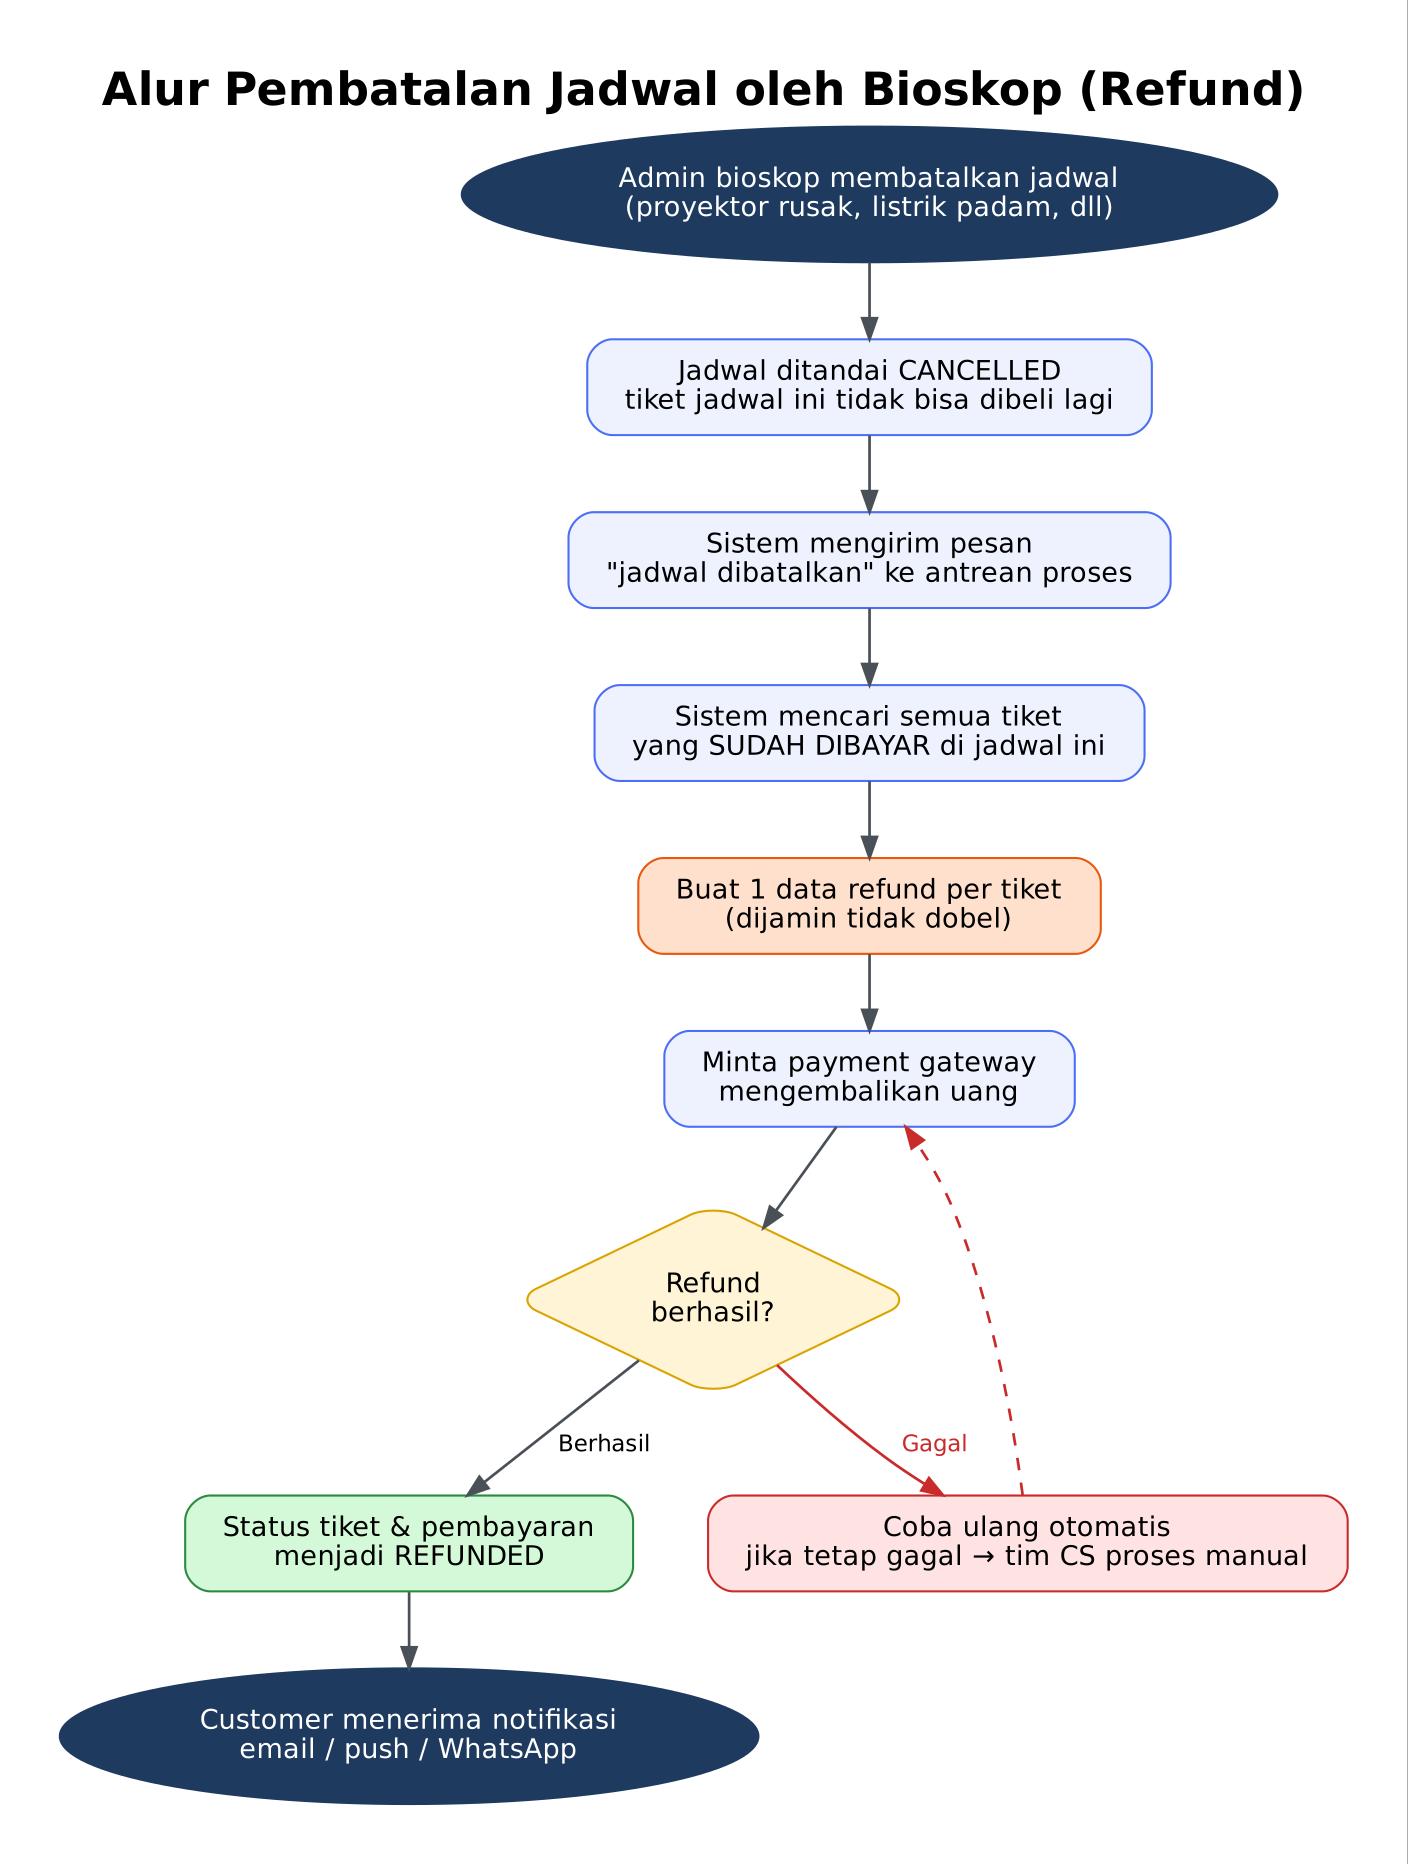 Alur Pembatalan Jadwal oleh Bioskop (Refund)
Admin bioskop membatalkan jadwal
(proyektor rusak, listrik padam, dll)
Jadwal ditandai CANCELLED
tiket jadwal ini tidak bisa dibeli lagi
Sistem mengirim pesan
"jadwal dibatalkan" ke antrean proses
Sistem mencari semua tiket
yang SUDAH DIBAYAR di jadwal ini
Buat 1 data refund per tiket
(dijamin tidak dobel)
Minta payment gateway
mengembalikan uang
Refund
berhasil?
Berhasil
Gagal
Status tiket & pembayaran
menjadi REFUNDED
Coba ulang otomatis
jika tetap gagal → tim CS proses manual
Customer menerima notifikasi
email / push / WhatsApp